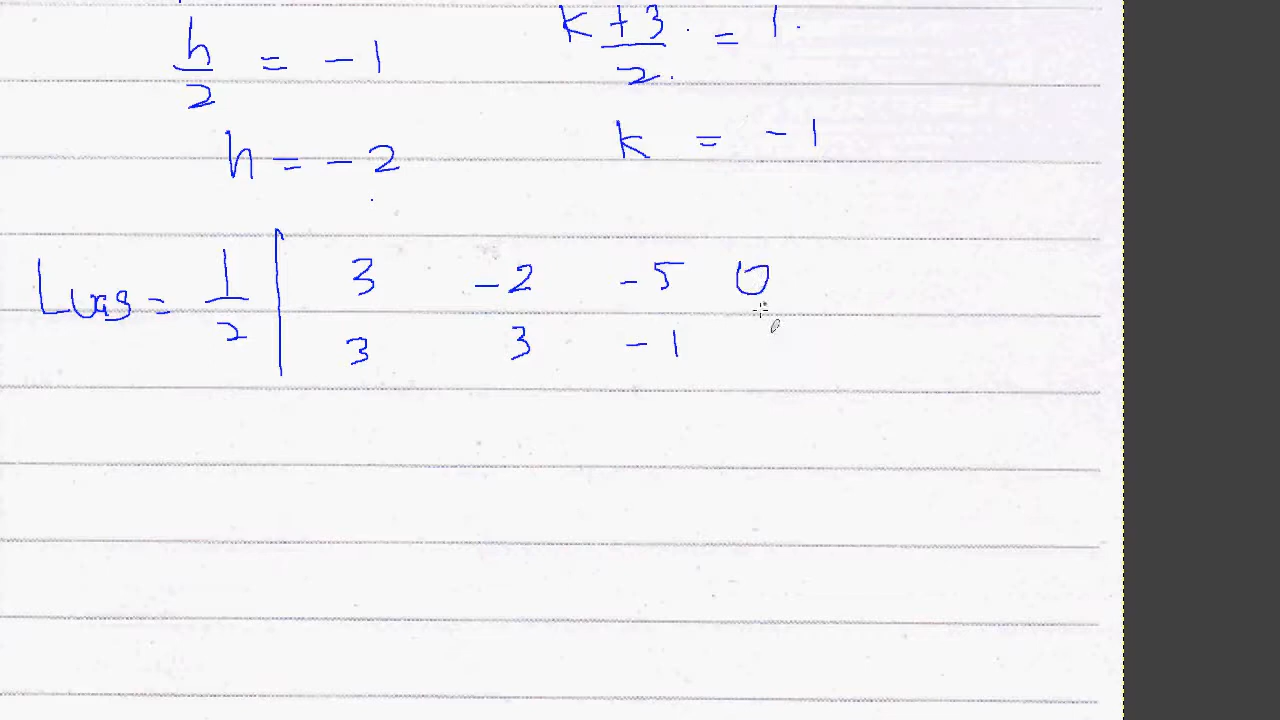 h/2 = -1
k+3/2 = 1.
h = -2
k = -1
Luas = 1/2 | 3 -2 -5 0
3 3 -1